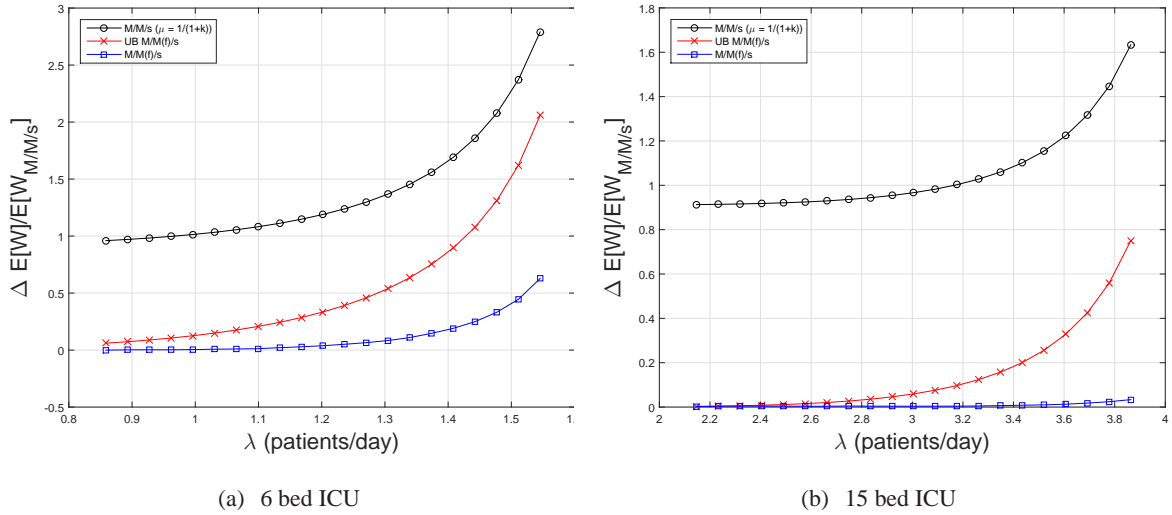 3
2.5
2
1.5
1
0.5
0
-0.5
Δ E[W]/E[W_M/M/s]
M/M/s (μ = 1/(1+k))
UB M/M(f)/s
M/M(f)/s
0.8 0.9 1 1.1 1.2 1.3 1.4 1.5 1.
λ (patients/day)
(a) 6 bed ICU
1.8
1.6
1.4
1.2
1
0.8
0.6
0.4
0.2
0
Δ E[W]/E[W_M/M/s]
M/M/s (μ = 1/(1+k))
UB M/M(f)/s
M/M(f)/s
2 2.2 2.4 2.6 2.8 3 3.2 3.4 3.6 3.8 4
λ (patients/day)
(b) 15 bed ICU